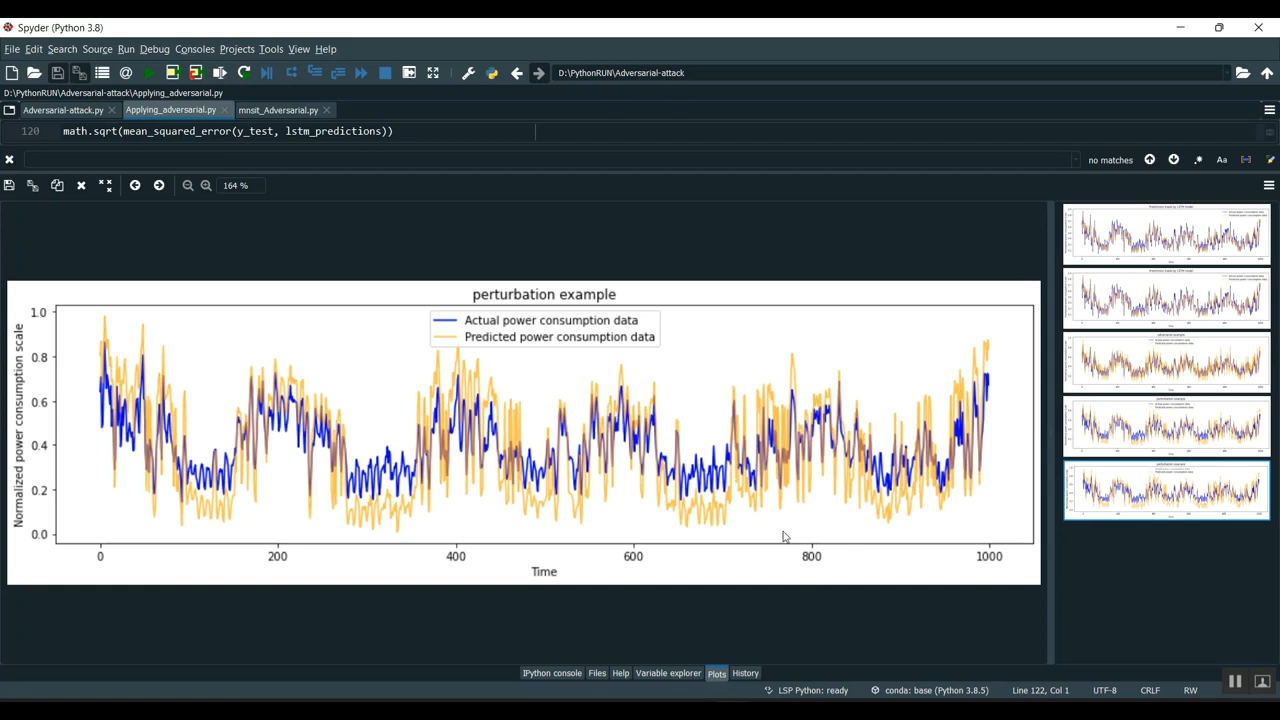 Spyder (Python 3.8)
File Edit Search Source Run Debug Consoles Projects Tools View Help
D:\PythonRUN\Adversarial-attack
D:\PythonRUN\Adversarial-attack\Applying_adversarial.py
Adversarial-attack.py Applying_adversarial.py mnsit_Adversarial.py
120 math.sqrt(mean_squared_error(y_test, lstm_predictions))
no matches Aa
164 %
perturbation example
Actual power consumption data
Predicted power consumption data
Normalized power consumption scale
1.0
0.8
0.6
0.4
0.2
0.0
0 200 400 600 800 1000
Time
IPython console Files Help Variable explorer Plots History
LSP Python: ready conda: base (Python 3.8.5) Line 122, Col 1 UTF-8 CRLF RW